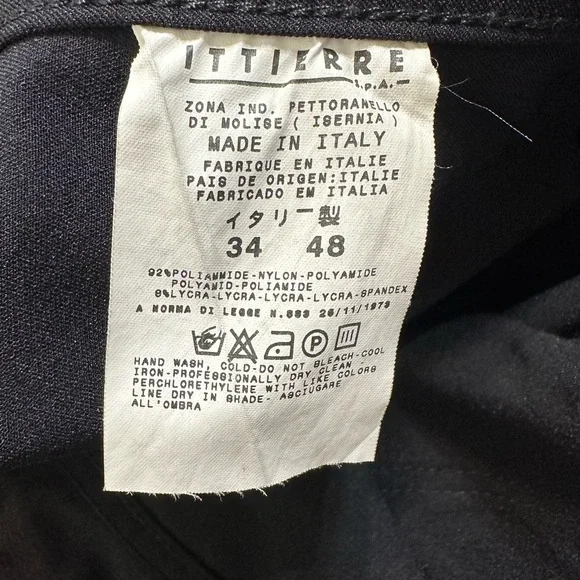 ITTIERRE
s.p.A.
ZONA IND. PETTORANELLO
DI MOLISE ( ISERNIA )
MADE IN ITALY
FABRIQUE EN ITALIE
PAIS DE ORIGEN:ITALIE
FABRICADO EM ITALIA
イタリー製
34 48
92%POLIAMMIDE-NYLON-POLYAMIDE
POLYAMID-POLIAMIDE
8%LYCRA-LYCRA-LYCRA-LYCRA-SPANDEX
A NORMA DI LEGGE N.883 26/11/1973
P
HAND WASH, COLD-DO NOT BLEACH-COOL
IRON-PROFESSIONALLY DRY CLEAN -
PERCHLORETHYLENE WITH LIKE COLORS
LINE DRY IN SHADE- ASCIUGARE
ALL'OMBRA